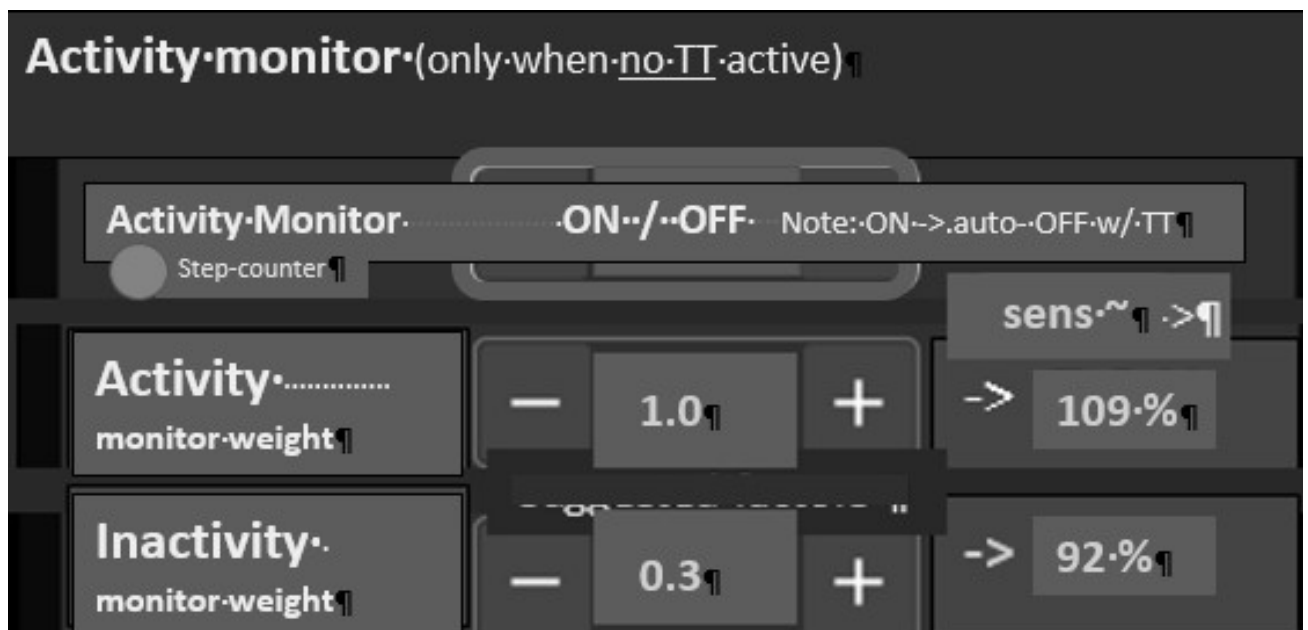 Activity monitor (only when no TT active)
Activity Monitor ON / OFF Note: ON ->.auto- OFF w/ TT
Step-counter
sens ~ ->
Activity
monitor weight
− 1.0 + -> 109 %
Inactivity
monitor weight
− 0.3 + -> 92 %